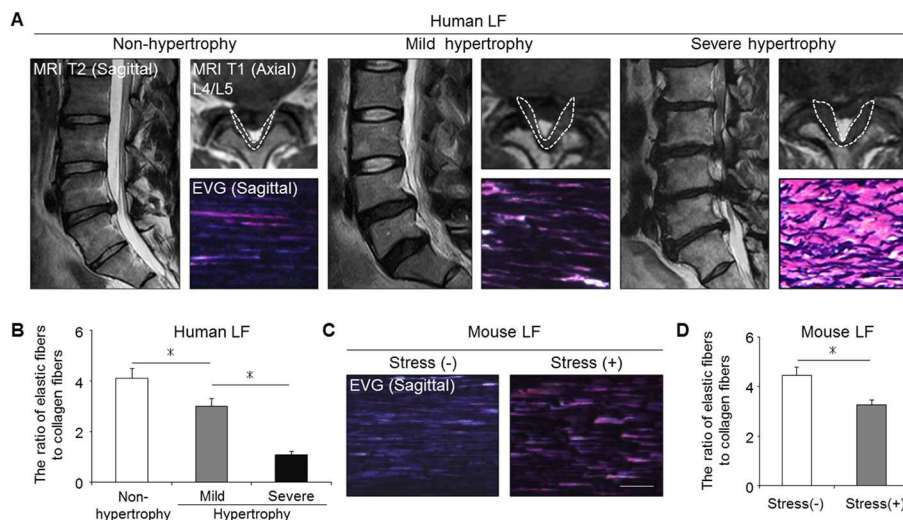 A
Human LF
Non-hypertrophy
Mild hypertrophy
Severe hypertrophy
MRI T2 (Sagittal)
MRI T1 (Axial)
L4/L5
EVG (Sagittal)
B
Human LF
The ratio of elastic fibers
to collagen fibers
6
4
2
0
*
*
Non-
hypertrophy
Mild
Severe
Hypertrophy
C
Mouse LF
Stress (-)
Stress (+)
EVG (Sagittal)
D
Mouse LF
The ratio of elastic fibers
to collagen fibers
6
4
2
0
*
Stress(-)
Stress(+)